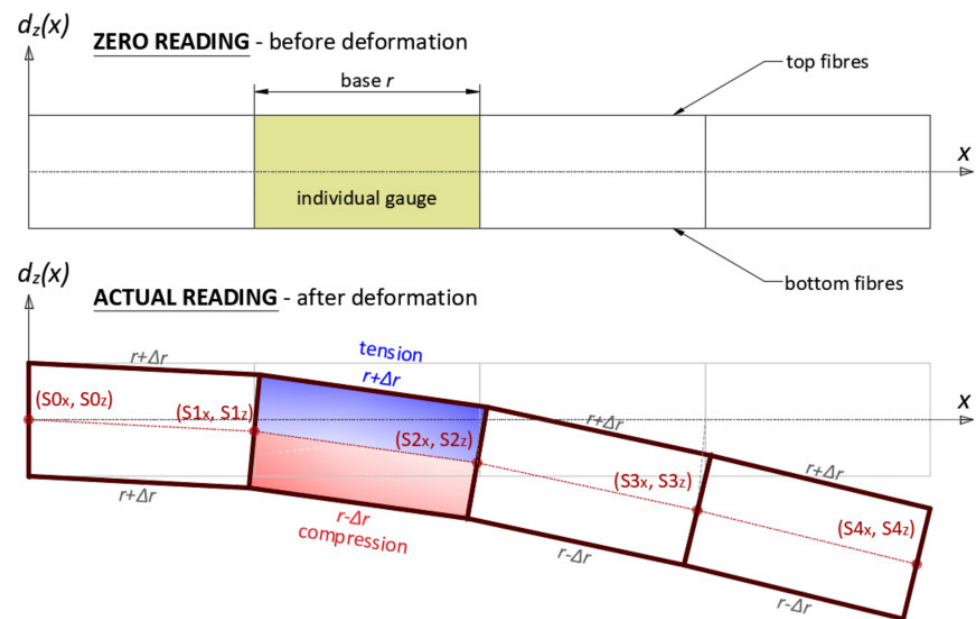 dz(x)
ZERO READING - before deformation
top fibres
base r
x
individual gauge
bottom fibres
dz(x)
ACTUAL READING - after deformation
tension
r+Δr
r+Δr
x
(S0x, S0z)
(S1x, S1z)
r+Δr
(S2x, S2z)
r+Δr
(S3x, S3z)
r+Δr
r-Δr
(S4x, S4z)
compression
r-Δr
r-Δr